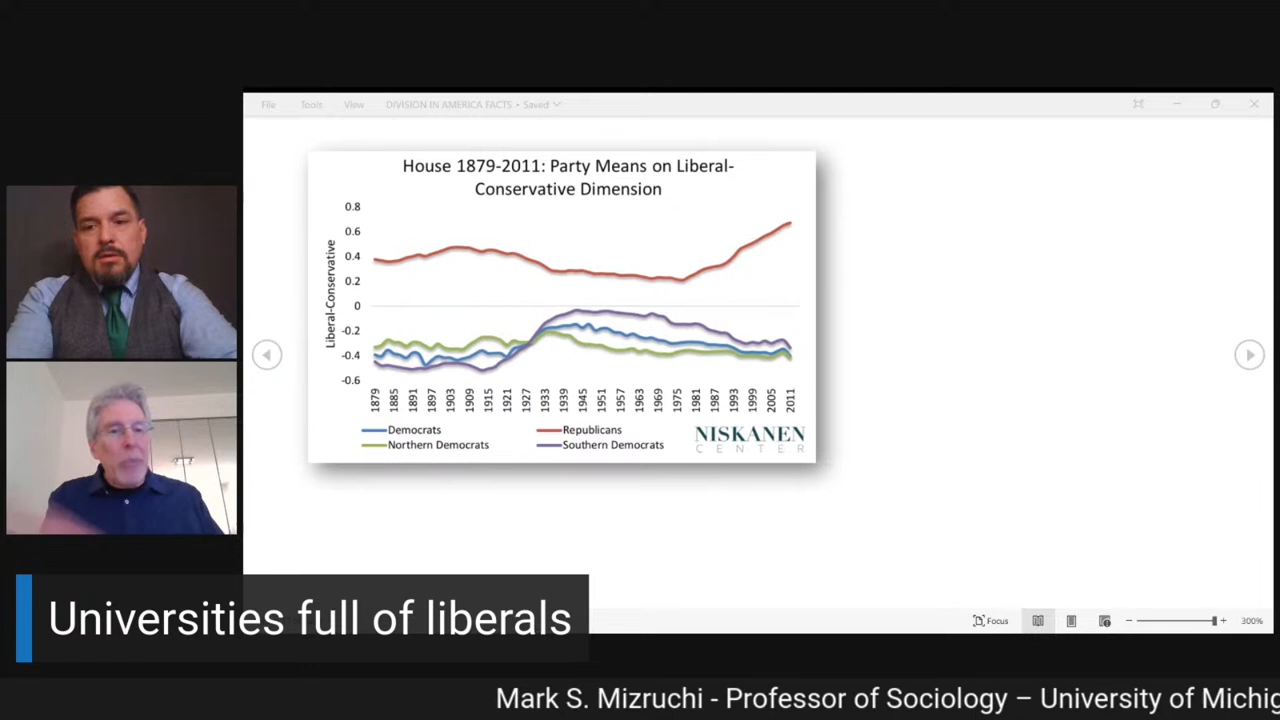 File Tools View DIVISION IN AMERICA FACTS • Saved
House 1879-2011: Party Means on Liberal-
Conservative Dimension
Liberal-Conservative
0.8
0.6
0.4
0.2
0
-0.2
-0.4
-0.6
1879 1885 1891 1897 1903 1909 1915 1921 1927 1933 1939 1945 1951 1957 1963 1969 1975 1981 1987 1993 1999 2005 2011
Democrats Republicans
Northern Democrats Southern Democrats
NISKANEN
CENTER
Universities full of liberals
Focus 300%
Mark S. Mizruchi - Professor of Sociology – University of Michig